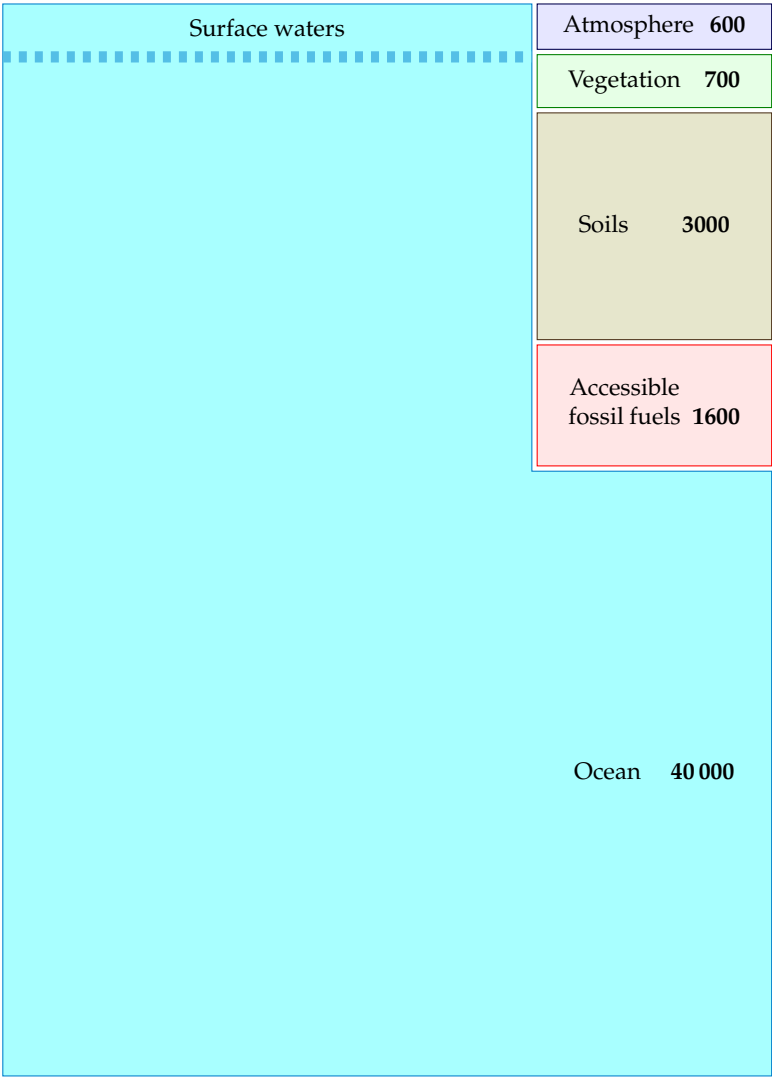 Surface waters
Atmosphere 600
Vegetation 700
Soils 3000
Accessible
fossil fuels 1600
Ocean 40 000